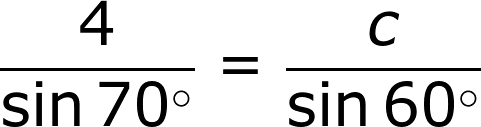 4/sin 70° = c/sin 60°